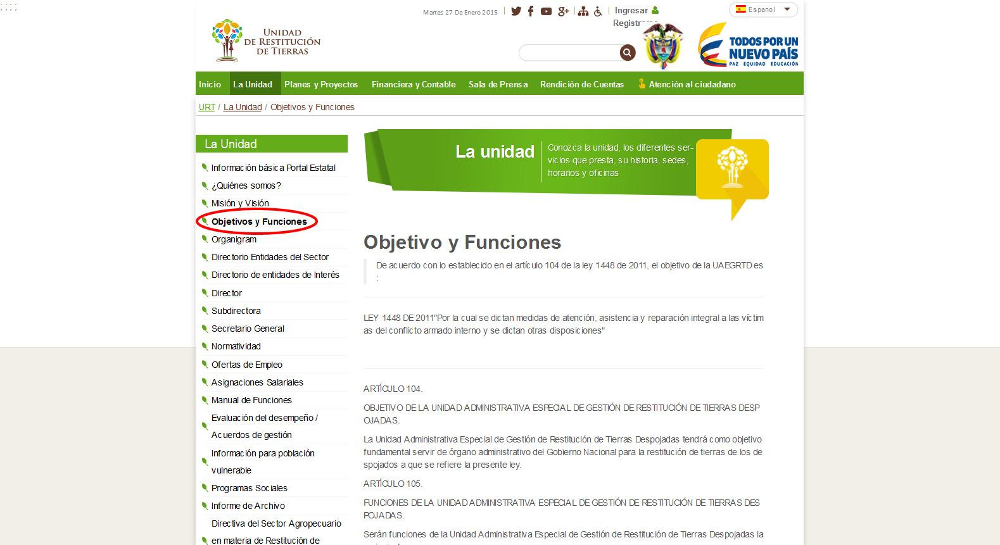 ; ; ; ;
Martes 27 De Enero 2015
Ingresar
Espanol
UNIDAD
DE RESTITUCIÓN
DE TIERRAS
TODOS POR UN
NUEVO PAÍS
PAZ EQUIDAD EDUCACIÓN
Inicio La Unidad Planes y Proyectos Financiera y Contable Sala de Prensa Rendición de Cuentas Atención al ciudadano
URT / La Unidad / Objetivos y Funciones
La Unidad
Información básica Portal Estatal
¿Quiénes somos?
Misión y Visión
Objetivos y Funciones
Organigram
Directorio Entidades del Sector
Directorio de entidades de Interés
Director
Subdirectora
Secretario General
Normatividad
Ofertas de Empleo
Asignaciones Salariales
Manual de Funciones
Evaluación del desempeño /
Acuerdos de gestión
Información para población
vulnerable
Programas Sociales
Informe de Archivo
Directiva del Sector Agropecuario
en materia de Restitución de
La unidad
Conozca la unidad, los diferentes ser-
vicios que presta, su historia, sedes,
horarios y oficinas
Objetivo y Funciones
De acuerdo con lo establecido en el artículo 104 de la ley 1448 de 2011, el objetivo de la UAEGRTD es
:
LEY 1448 DE 2011"Por la cual se dictan medidas de atención, asistencia y reparación integral a las víctim
as del conflicto armado interno y se dictan otras disposiciones"
ARTÍCULO 104.
OBJETIVO DE LA UNIDAD ADMINISTRATIVA ESPECIAL DE GESTIÓN DE RESTITUCIÓN DE TIERRAS DESP
OJADAS.
La Unidad Administrativa Especial de Gestión de Restitución de Tierras Despojadas tendrá como objetivo
fundamental servir de órgano administrativo del Gobierno Nacional para la restitución de tierras de los de
spojados a que se refiere la presente ley.
ARTÍCULO 105.
FUNCIONES DE LA UNIDAD ADMINISTRATIVA ESPECIAL DE GESTIÓN DE RESTITUCIÓN DE TIERRAS DES
POJADAS.
Serán funciones de la Unidad Administrativa Especial de Gestión de Restitución de Tierras Despojadas la